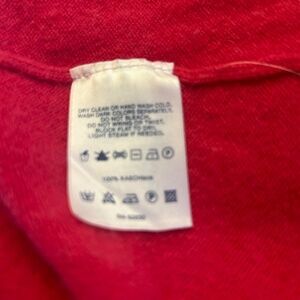 DRY CLEAN OR HAND WASH COLD.
WASH DARK COLORS SEPARATELY.
DO NOT BLEACH.
DO NOT WRING OR TWIST.
BLOCK FLAT TO DRY.
LIGHT STEAM IF NEEDED.
100%